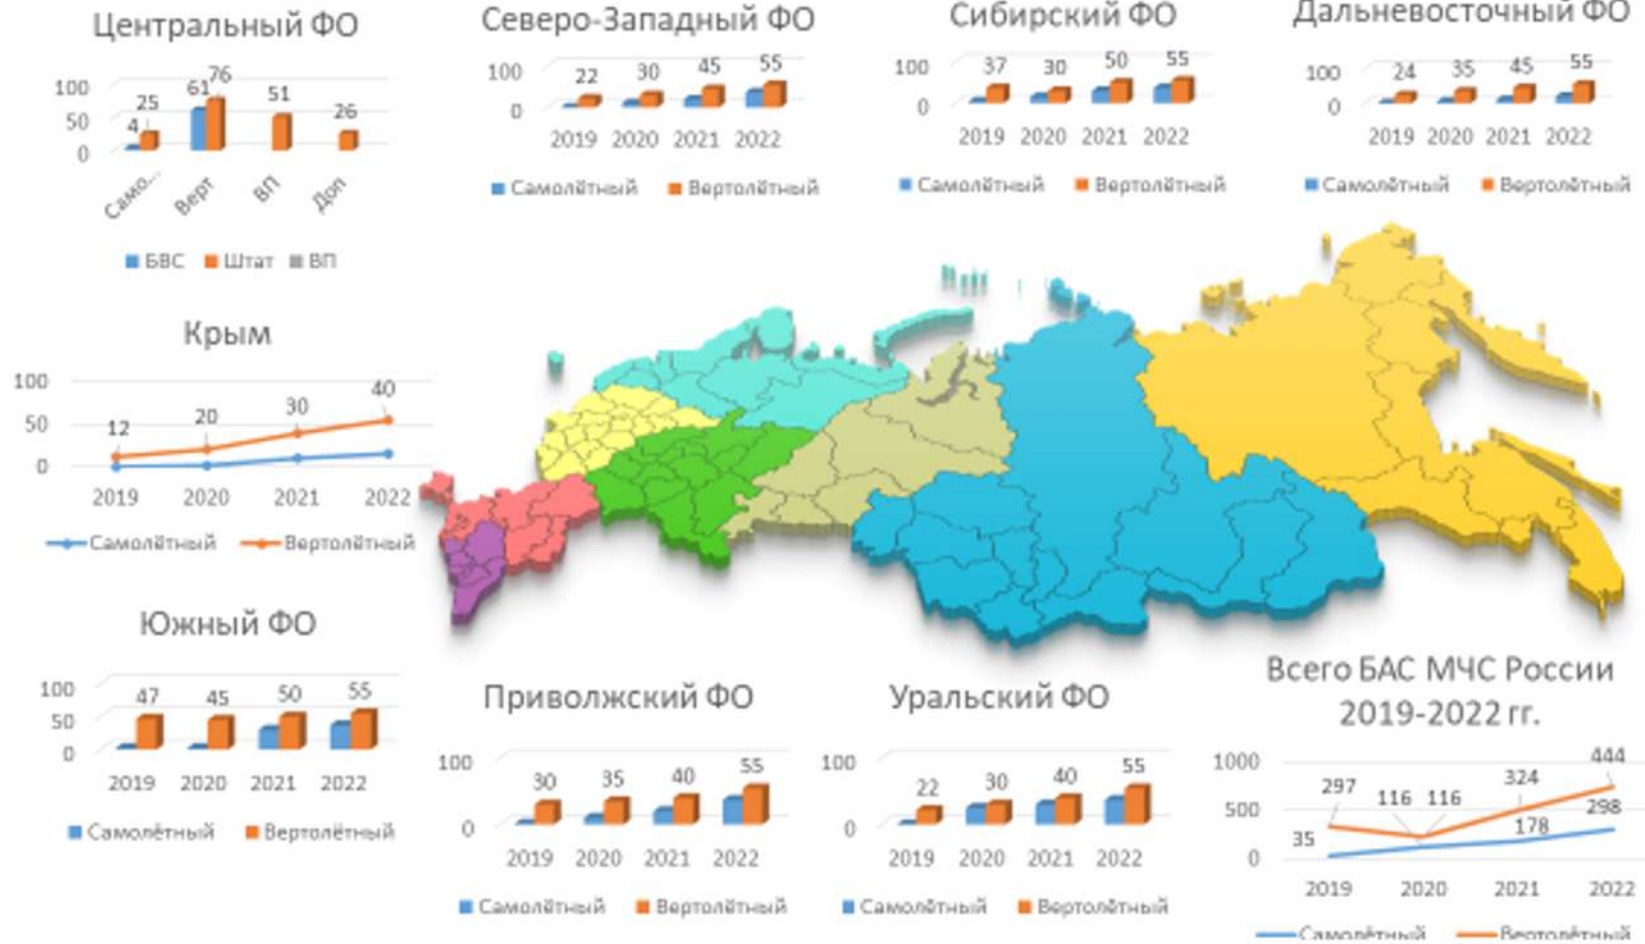 Центральный ФО
100
50
0
4
25
61
76
51
26
Само...
Верт
ВП
Доп
БВС Штат ВП
Северо-Западный ФО
100
0
22 30 45 55
2019 2020 2021 2022
Самолётный Вертолётный
Сибирский ФО
100
0
37 30 50 55
2019 2020 2021 2022
Самолётный Вертолётный
Дальневосточный ФО
100
0
24 35 45 55
2019 2020 2021 2022
Самолётный Вертолётный
Крым
100
50
0
12 20 30 40
2019 2020 2021 2022
Самолётный Вертолётный
Южный ФО
100
50
0
47 45 50 55
2019 2020 2021 2022
Самолётный Вертолётный
Приволжский ФО
100
0
30 35 40 55
2019 2020 2021 2022
Самолётный Вертолётный
Уральский ФО
100
0
22 30 40 55
2019 2020 2021 2022
Самолётный Вертолётный
Всего БАС МЧС России
2019-2022 гг.
1000
500
0
297 116 116 324 444
35 178 298
2019 2020 2021 2022
Самолётный Вертолётный